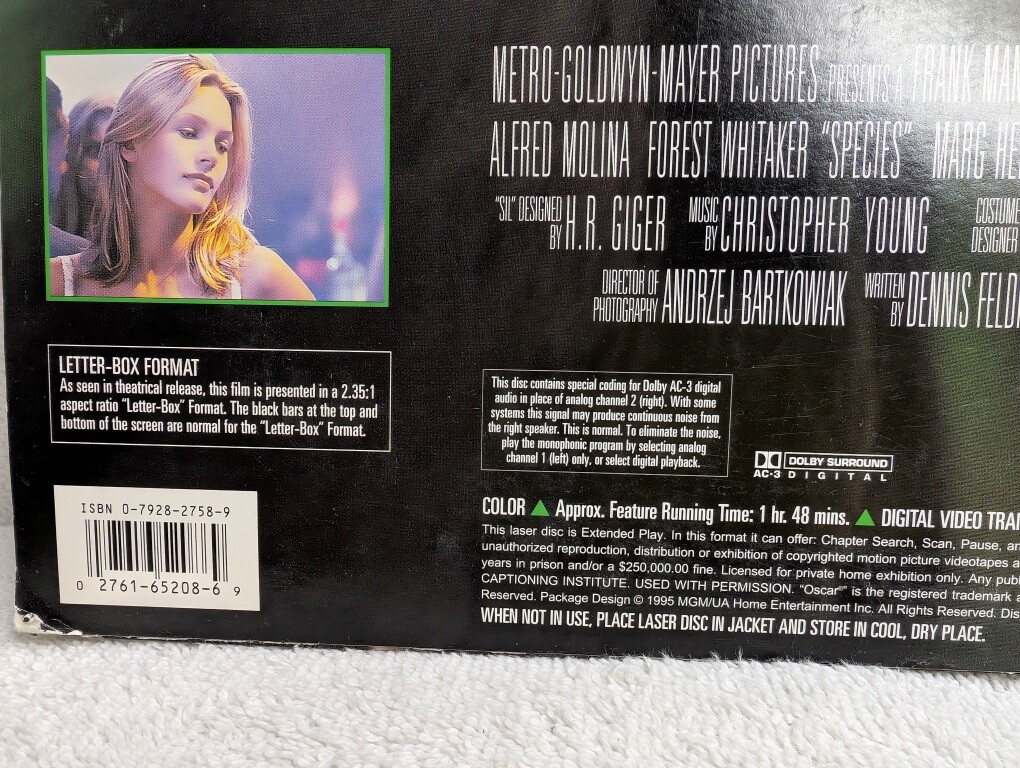 METRO-GOLDWYN-MAYER PICTURES PRESENTS A FRANK MAN
ALFRED MOLINA FOREST WHITAKER "SPECIES" MARG HE
"SIL" DESIGNED BY H.R. GIGER MUSIC BY CHRISTOPHER YOUNG COSTUME DESIGNER
DIRECTOR OF PHOTOGRAPHY ANDRZEJ BARTKOWIAK WRITTEN BY DENNIS FELD
LETTER-BOX FORMAT
As seen in theatrical release, this film is presented in a 2.35:1
aspect ratio "Letter-Box" Format. The black bars at the top and
bottom of the screen are normal for the "Letter-Box" Format.
This disc contains special coding for Dolby AC-3 digital
audio in place of analog channel 2 (right). With some
systems this signal may produce continuous noise from
the right speaker. This is normal. To eliminate the noise,
play the monophonic program by selecting analog
channel 1 (left) only, or select digital playback.
DOLBY SURROUND
AC-3 DIGITAL
ISBN 0-7928-2758-9
0 2761-65208-6 9
COLOR ▲ Approx. Feature Running Time: 1 hr. 48 mins. ▲ DIGITAL VIDEO TRA
This laser disc is Extended Play. In this format it can offer: Chapter Search, Scan, Pause, an
unauthorized reproduction, distribution or exhibition of copyrighted motion picture videotapes a
years in prison and/or a $250,000.00 fine. Licensed for private home exhibition only. Any publ
CAPTIONING INSTITUTE. USED WITH PERMISSION. "Oscar®" is the registered trademark a
Reserved. Package Design © 1995 MGM/UA Home Entertainment Inc. All Rights Reserved. Dis
WHEN NOT IN USE, PLACE LASER DISC IN JACKET AND STORE IN COOL, DRY PLACE.